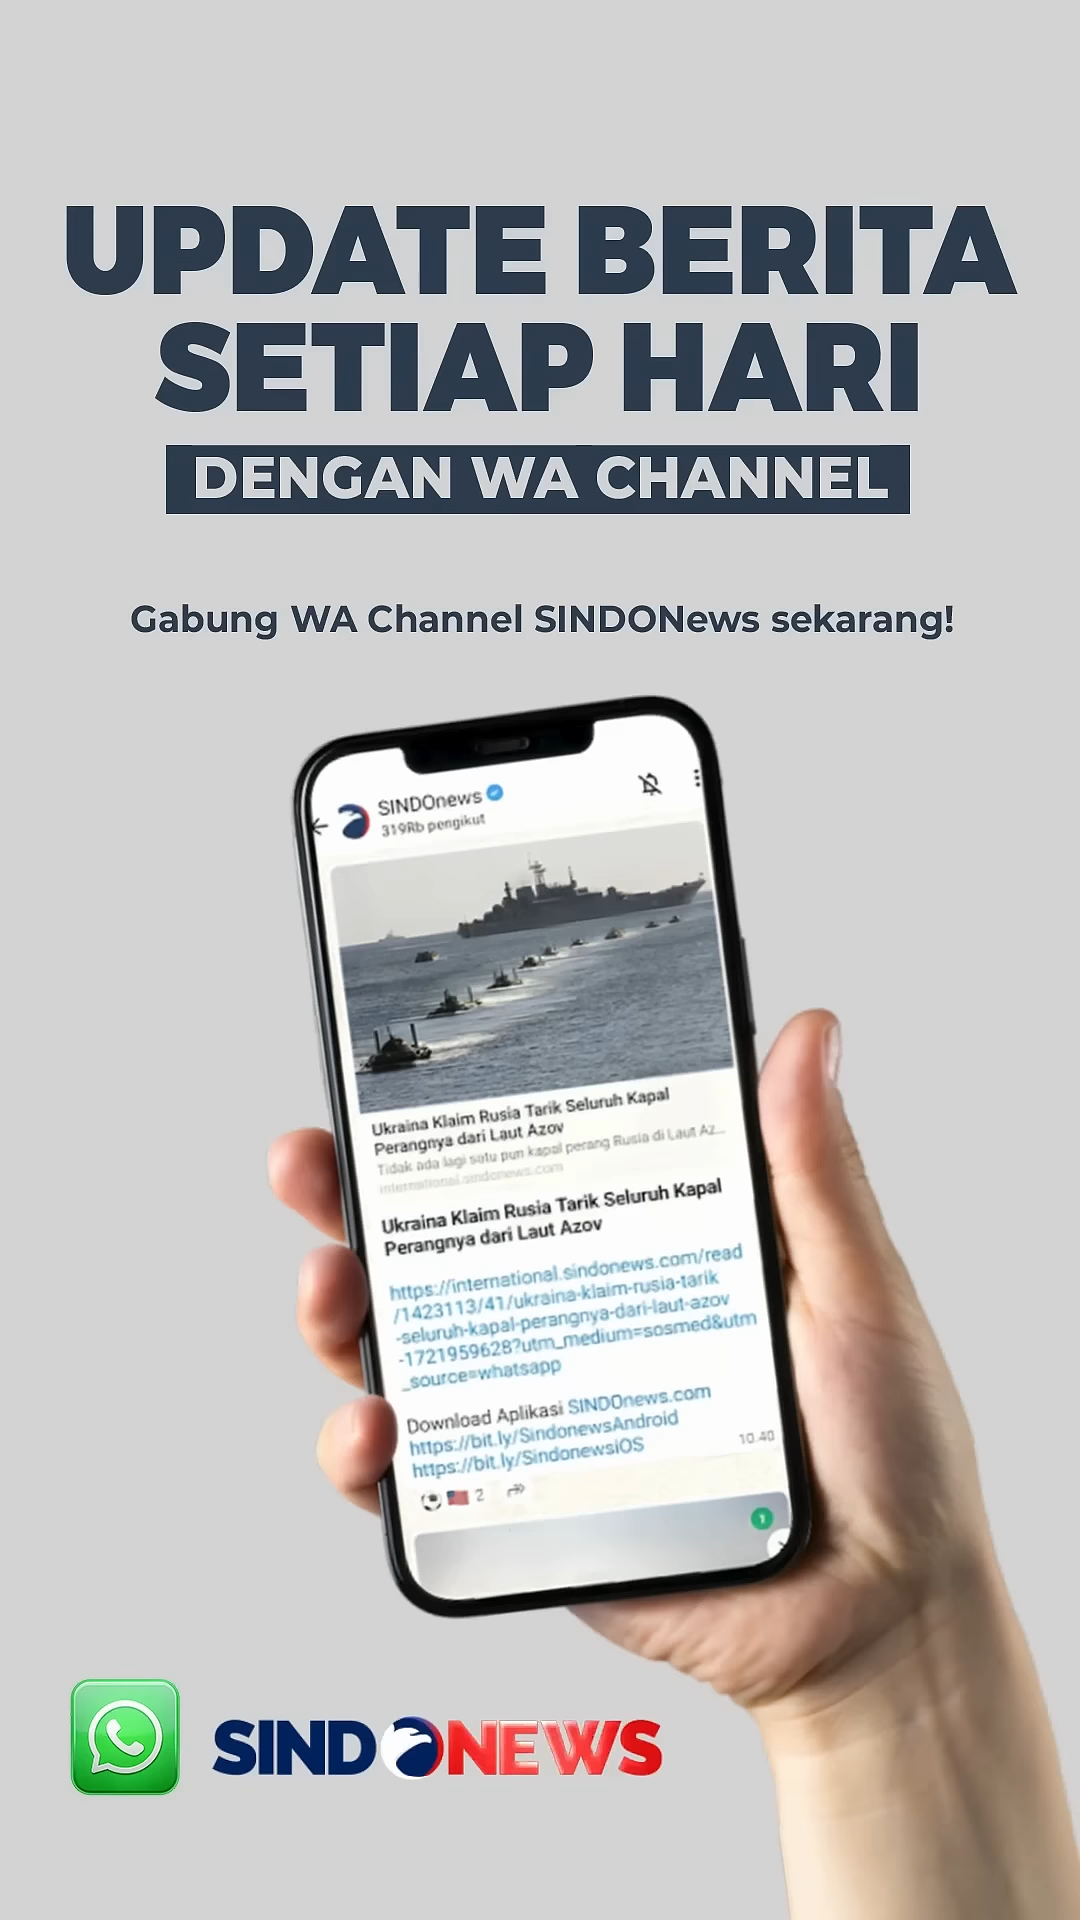 UPDATE BERITA
SETIAP HARI
DENGAN WA CHANNEL
Gabung WA Channel SINDONews sekarang!
SINDOnews
319Rb pengikut
Ukraina Klaim Rusia Tarik Seluruh Kapal
Perangnya dari Laut Azov
Tidak ada lagi satu pun kapal perang Rusia di Laut Az...
international.sindonews.com
Ukraina Klaim Rusia Tarik Seluruh Kapal
Perangnya dari Laut Azov
https://international.sindonews.com/read
/1423113/41/ukraina-klaim-rusia-tarik
-seluruh-kapal-perangnya-dari-laut-azov
-1721959628?utm_medium=sosmed&utm
_source=whatsapp
Download Aplikasi SINDOnews.com
https://bit.ly/SindonewsAndroid
https://bit.ly/SindonewsiOS
10.40
2
1
SINDONEWS